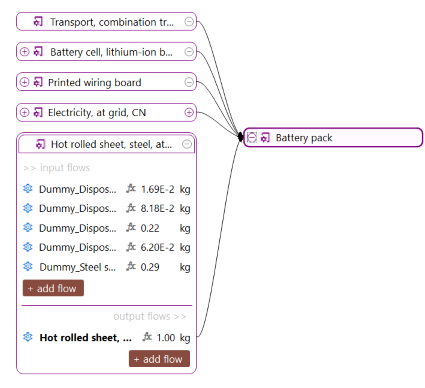 Transport, combination tr...
Battery cell, lithium-ion b...
Printed wiring board
Electricity, at grid, CN
Battery pack
Hot rolled sheet, steel, at...
>> input flows
Dummy_Dispos... 1.69E-2 kg
Dummy_Dispos... 8.18E-2 kg
Dummy_Dispos... 0.22 kg
Dummy_Dispos... 6.20E-2 kg
Dummy_Steel s... 0.29 kg
+ add flow
output flows >>
Hot rolled sheet, ... 1.00 kg
+ add flow